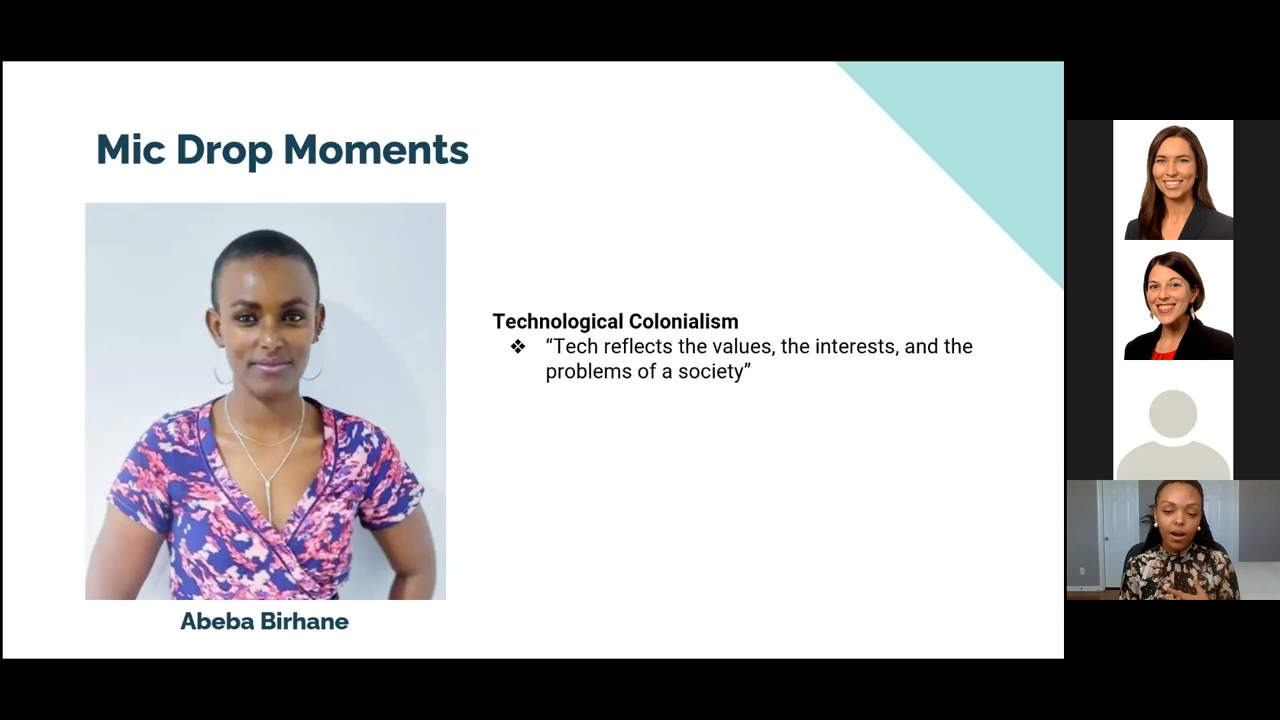 Mic Drop Moments
Technological Colonialism
❖ “Tech reflects the values, the interests, and the
problems of a society”
Abeba Birhane